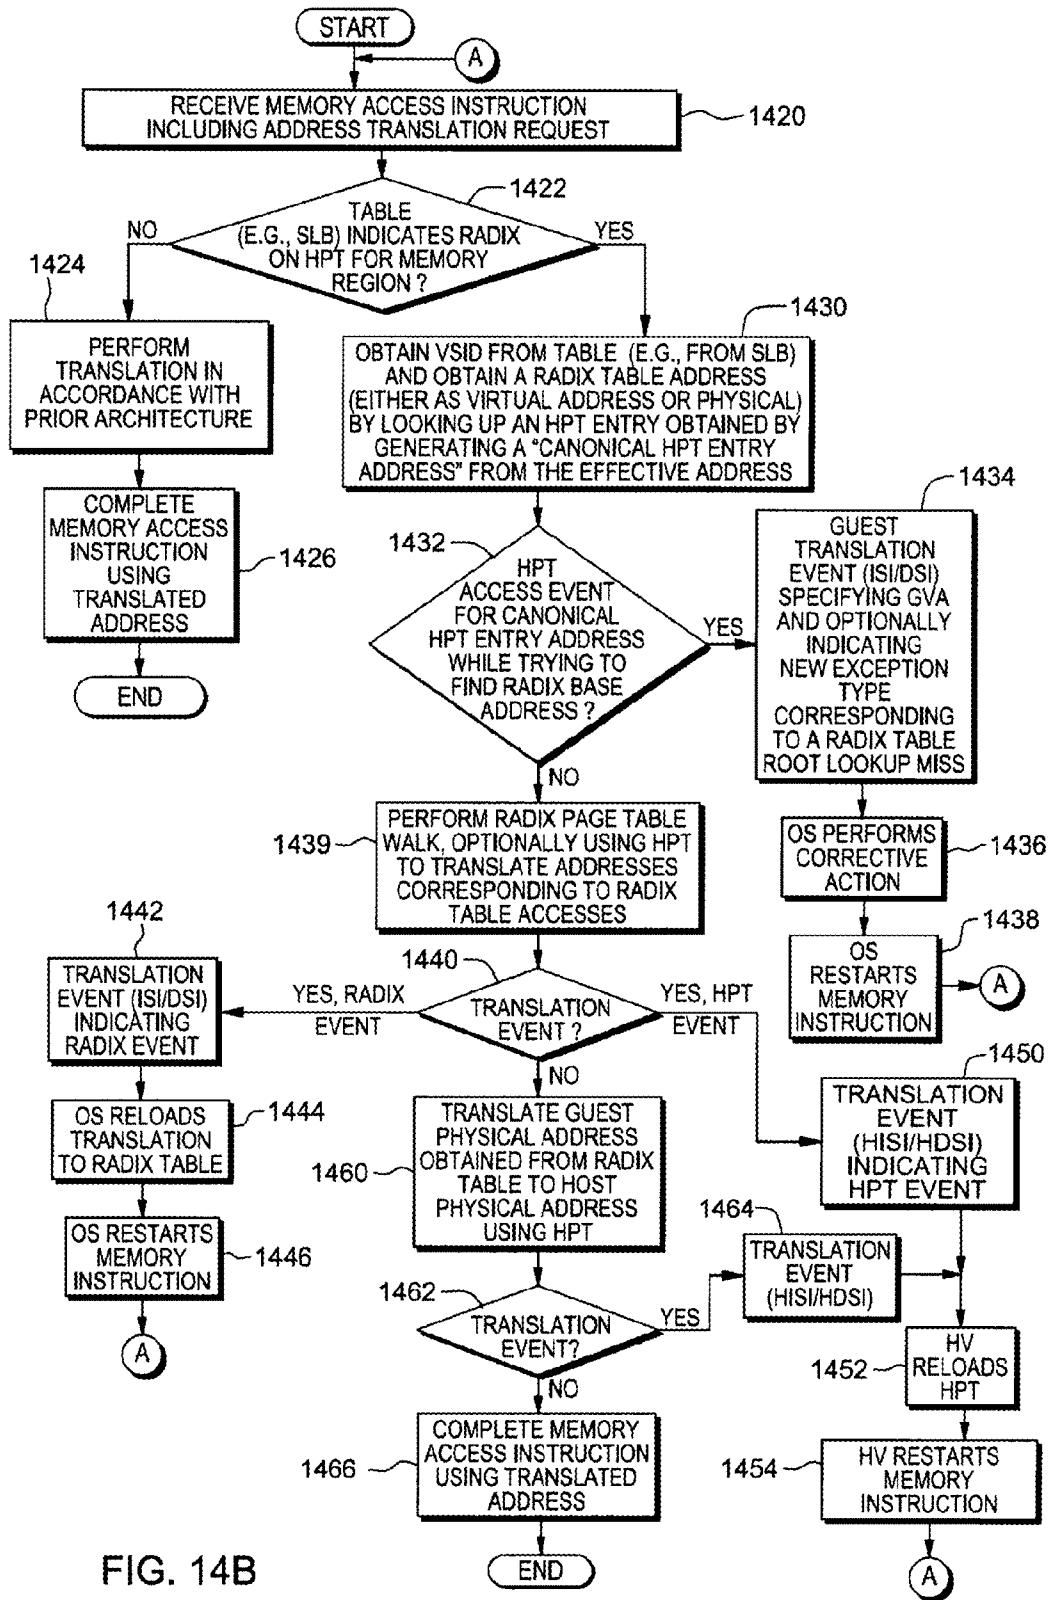 START
A
RECEIVE MEMORY ACCESS INSTRUCTION
INCLUDING ADDRESS TRANSLATION REQUEST
1420
1422
TABLE
(E.G., SLB) INDICATES RADIX
ON HPT FOR MEMORY
REGION ?
NO
YES
1424
PERFORM
TRANSLATION IN
ACCORDANCE WITH
PRIOR ARCHITECTURE
COMPLETE
MEMORY ACCESS
INSTRUCTION
USING
TRANSLATED
ADDRESS
1426
END
1430
OBTAIN VSID FROM TABLE (E.G., FROM SLB)
AND OBTAIN A RADIX TABLE ADDRESS
(EITHER AS VIRTUAL ADDRESS OR PHYSICAL)
BY LOOKING UP AN HPT ENTRY OBTAINED BY
GENERATING A "CANONICAL HPT ENTRY
ADDRESS" FROM THE EFFECTIVE ADDRESS
1432
HPT
ACCESS EVENT
FOR CANONICAL
HPT ENTRY ADDRESS
WHILE TRYING TO
FIND RADIX BASE
ADDRESS ?
YES
NO
1434
GUEST
TRANSLATION
EVENT (ISI/DSI)
SPECIFYING GVA
AND OPTIONALLY
INDICATING
NEW EXCEPTION
TYPE
CORRESPONDING
TO A RADIX TABLE
ROOT LOOKUP MISS
OS PERFORMS
CORRECTIVE
ACTION
1436
OS
RESTARTS
MEMORY
INSTRUCTION
1438
A
1439
PERFORM RADIX PAGE TABLE
WALK, OPTIONALLY USING HPT
TO TRANSLATE ADDRESSES
CORRESPONDING TO RADIX
TABLE ACCESSES
1440
TRANSLATION
EVENT ?
YES, RADIX
EVENT
YES, HPT
EVENT
NO
1442
TRANSLATION
EVENT (ISI/DSI)
INDICATING
RADIX EVENT
OS RELOADS
TRANSLATION
TO RADIX TABLE
1444
OS RESTARTS
MEMORY
INSTRUCTION
1446
A
1450
TRANSLATION
EVENT
(HISI/HDSI)
INDICATING
HPT EVENT
1460
TRANSLATE GUEST
PHYSICAL ADDRESS
OBTAINED FROM RADIX
TABLE TO HOST
PHYSICAL ADDRESS
USING HPT
1462
TRANSLATION
EVENT?
YES
NO
1464
TRANSLATION
EVENT
(HISI/HDSI)
1452
HV
RELOADS
HPT
1454
HV RESTARTS
MEMORY
INSTRUCTION
A
1466
COMPLETE MEMORY
ACCESS INSTRUCTION
USING TRANSLATED
ADDRESS
END
FIG. 14B